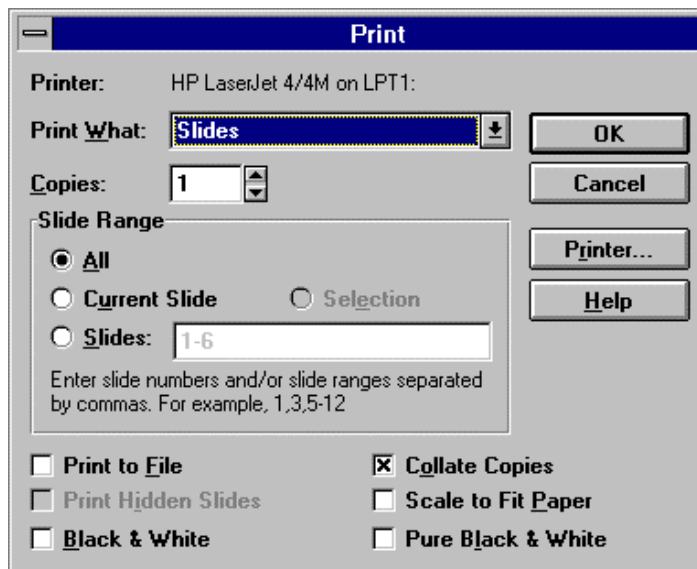 Print
Printer: HP LaserJet 4/4M on LPT1:
Print What: Slides
OK
Copies: 1
Cancel
Slide Range
All
Printer...
Current Slide Selection
Help
Slides: 1-6
Enter slide numbers and/or slide ranges separated
by commas. For example, 1,3,5-12
Print to File Collate Copies
Print Hidden Slides Scale to Fit Paper
Black & White Pure Black & White